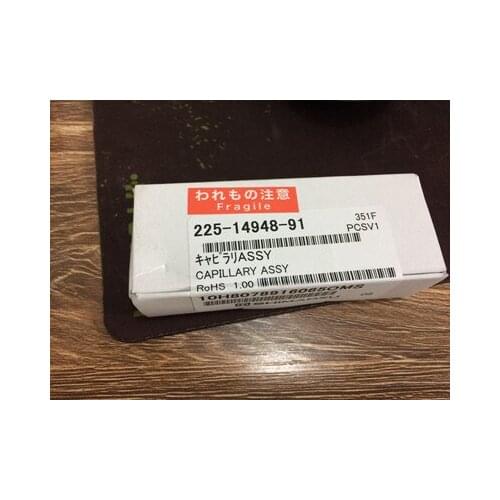 われもの注意
Fragile
225-14948-91
351F
PCSV1
ｷｬﾋﾟﾗﾘASSY
CAPILLARY ASSY
RoHS 1.00